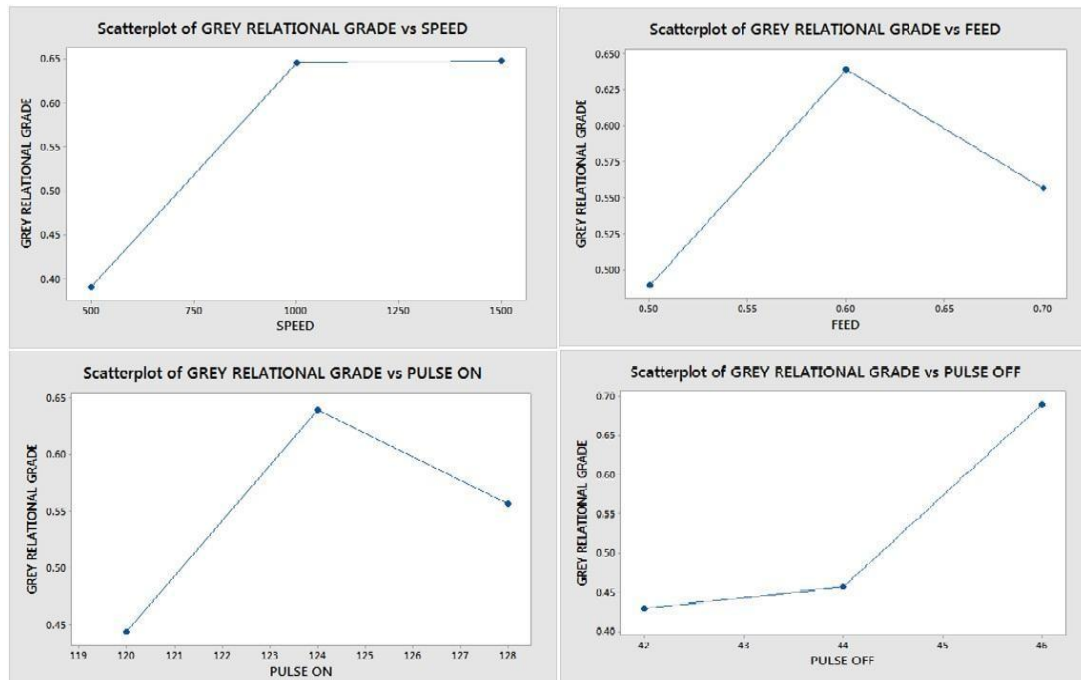 Scatterplot of GREY RELATIONAL GRADE vs SPEED
GREY RELATIONAL GRADE
0.65
0.60
0.55
0.50
0.45
0.40
500 750 1000 1250 1500
SPEED
Scatterplot of GREY RELATIONAL GRADE vs FEED
GREY RELATIONAL GRADE
0.650
0.625
0.600
0.575
0.550
0.525
0.500
0.50 0.55 0.60 0.65 0.70
FEED
Scatterplot of GREY RELATIONAL GRADE vs PULSE ON
GREY RELATIONAL GRADE
0.65
0.60
0.55
0.50
0.45
119 120 121 122 123 124 125 126 127 128
PULSE ON
Scatterplot of GREY RELATIONAL GRADE vs PULSE OFF
GREY RELATIONAL GRADE
0.70
0.65
0.60
0.55
0.50
0.45
0.40
42 43 44 45 46
PULSE OFF